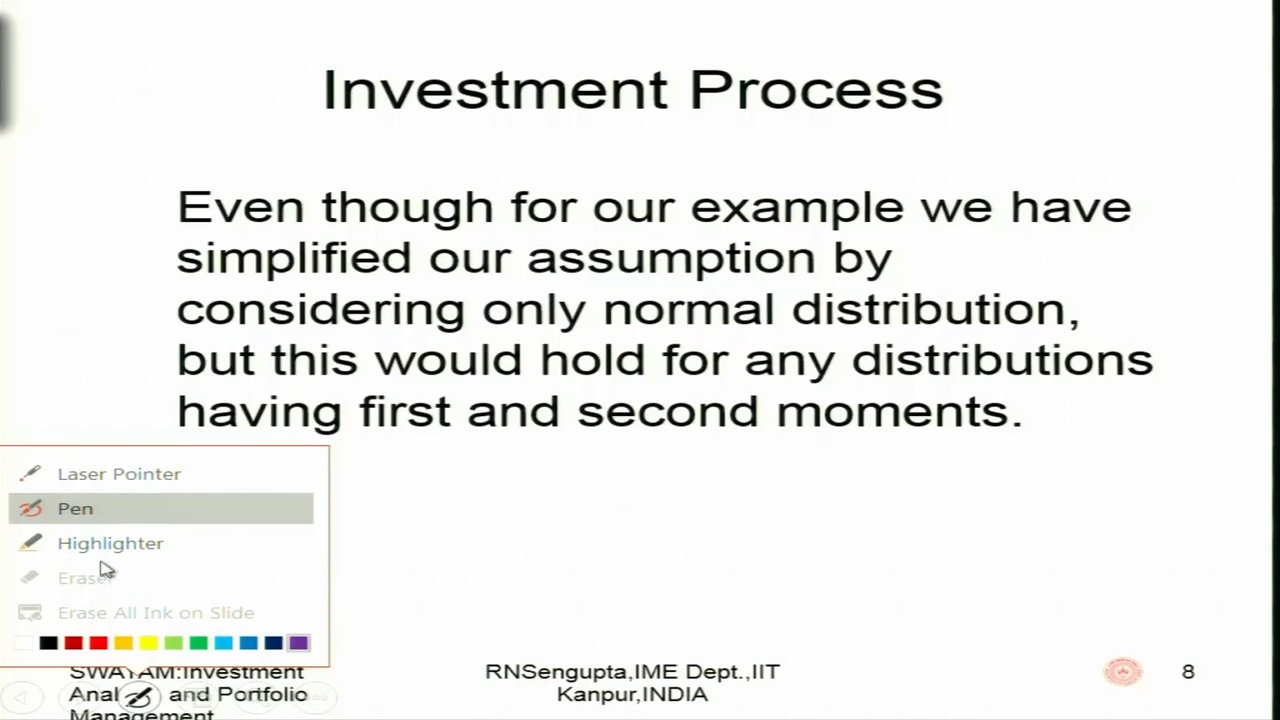 Investment Process
Even though for our example we have
simplified our assumption by
considering only normal distribution,
but this would hold for any distributions
having first and second moments.
Laser Pointer
Pen
Highlighter
Eraser
Erase All Ink on Slide
SWAYAM:Investment
and Portfolio
Management
RNSengupta,IME Dept.,IIT
Kanpur,INDIA
8